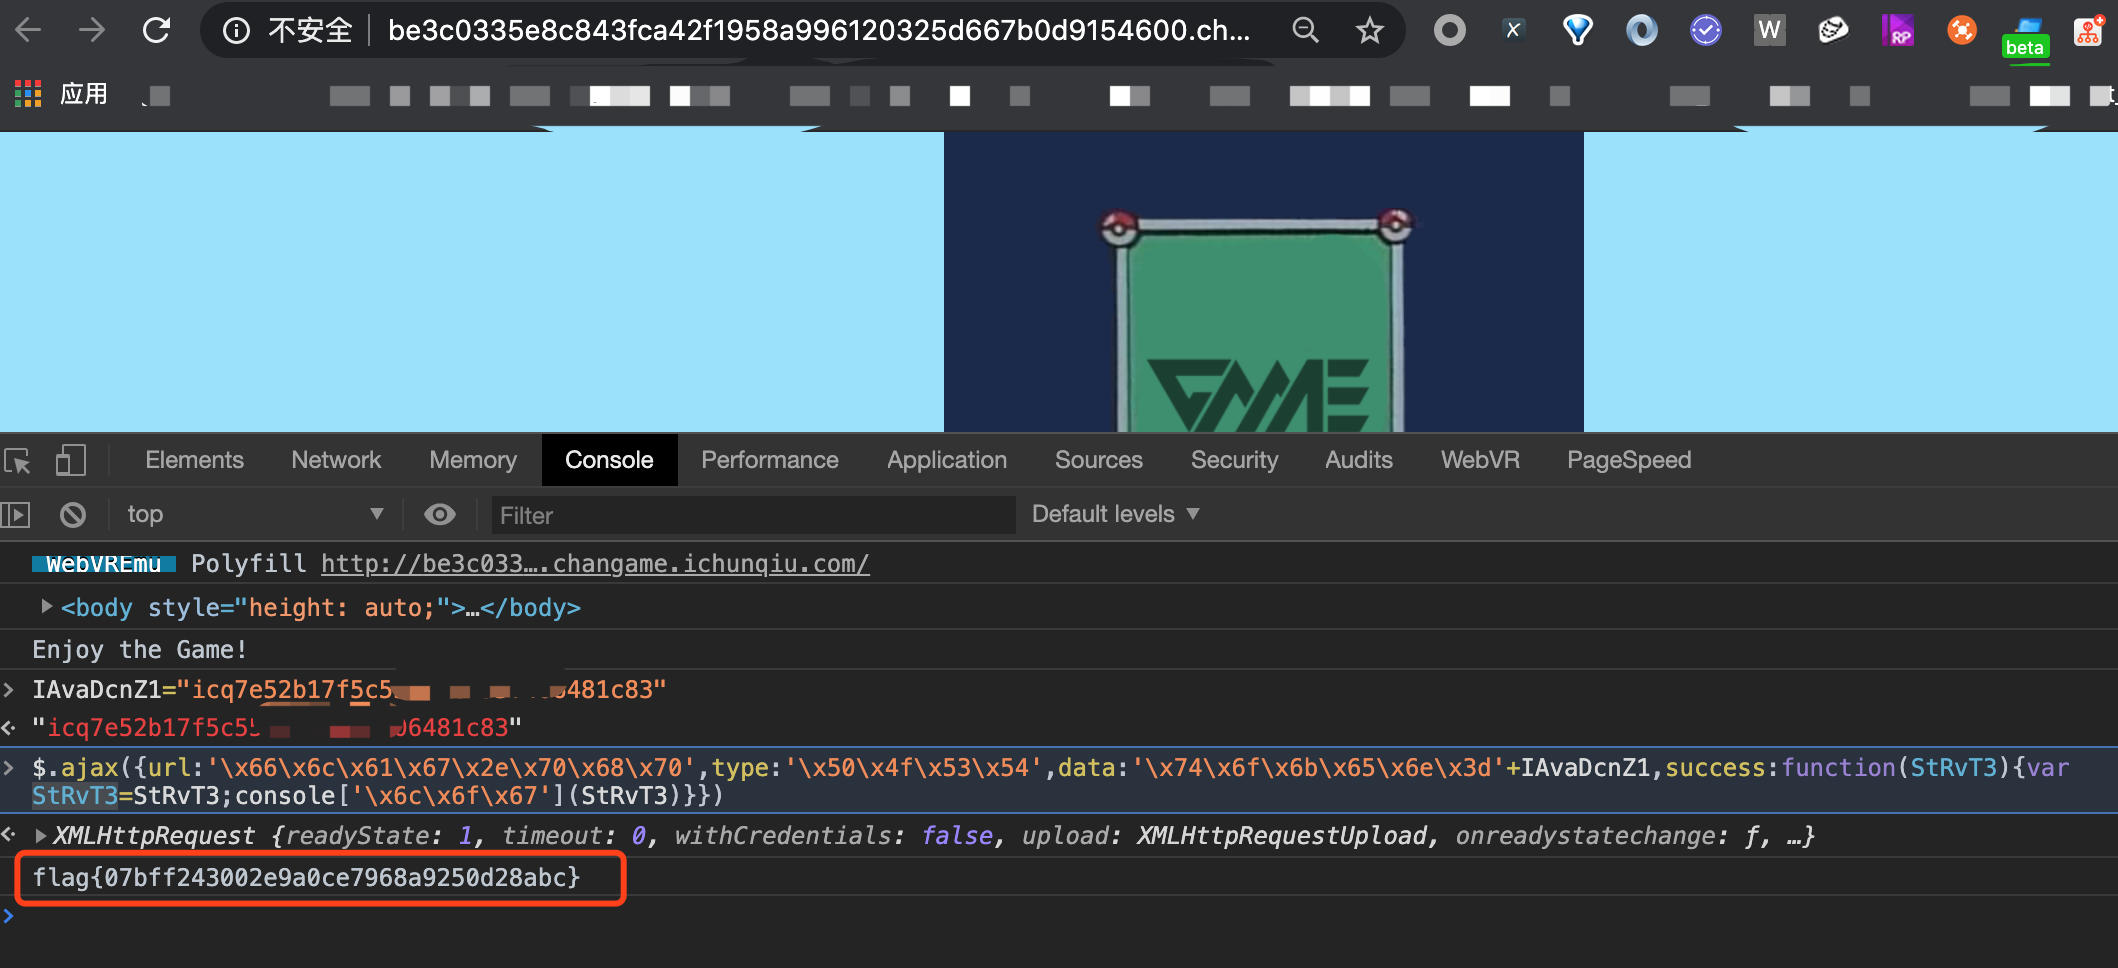 不安全 be3c0335e8c843fca42f1958a996120325d667b0d9154600.ch...
X W RP beta
应用
GAME
Elements Network Memory Console Performance Application Sources Security Audits WebVR PageSpeed
top Filter Default levels
WebVREmu Polyfill http://be3c033….changame.ichunqiu.com/
<body style="height: auto;">…</body>
Enjoy the Game!
IAvaDcnZ1="icq7e52b17f5c5 481c83"
"icq7e52b17f5c55 06481c83"
$.ajax({url:'\x66\x6c\x61\x67\x2e\x70\x68\x70',type:'\x50\x4f\x53\x54',data:'\x74\x6f\x6b\x65\x6e\x3d'+IAvaDcnZ1,success:function(StRvT3){var
StRvT3=StRvT3;console['\x6c\x6f\x67'](StRvT3)}})
XMLHttpRequest {readyState: 1, timeout: 0, withCredentials: false, upload: XMLHttpRequestUpload, onreadystatechange: ƒ, …}
flag{07bff243002e9a0ce7968a9250d28abc}